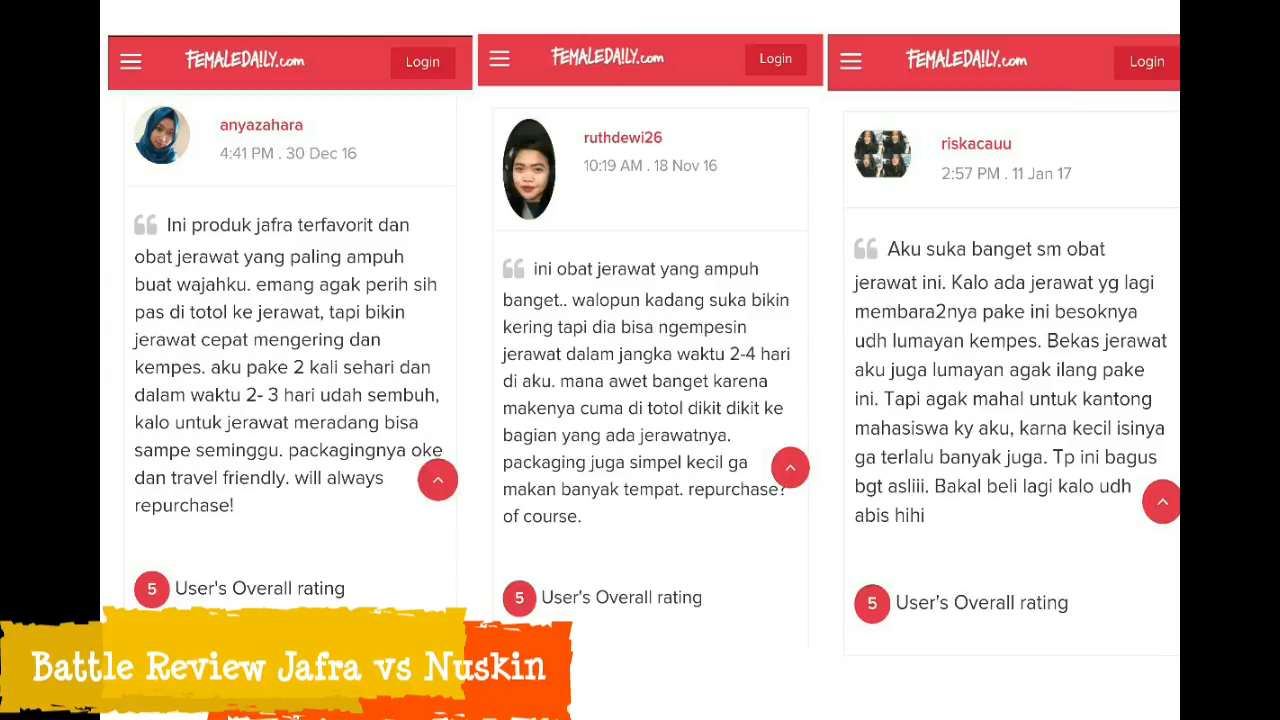 FEMALEDAILY.com
Login
anyazahara
4:41 PM . 30 Dec 16
Ini produk jafra terfavorit dan
obat jerawat yang paling ampuh
buat wajahku. emang agak perih sih
pas di totol ke jerawat, tapi bikin
jerawat cepat mengering dan
kempes. aku pake 2 kali sehari dan
dalam waktu 2- 3 hari udah sembuh,
kalo untuk jerawat meradang bisa
sampe seminggu. packagingnya oke
dan travel friendly. will always
repurchase!
5 User's Overall rating
FEMALEDAILY.com
Login
ruthdewi26
10:19 AM . 18 Nov 16
ini obat jerawat yang ampuh
banget.. walopun kadang suka bikin
kering tapi dia bisa ngempesin
jerawat dalam jangka waktu 2-4 hari
di aku. mana awet banget karena
makenya cuma di totol dikit dikit ke
bagian yang ada jerawatnya.
packaging juga simpel kecil ga
makan banyak tempat. repurchase?
of course.
5 User's Overall rating
FEMALEDAILY.com
Login
riskacauu
2:57 PM . 11 Jan 17
Aku suka banget sm obat
jerawat ini. Kalo ada jerawat yg lagi
membara2nya pake ini besoknya
udh lumayan kempes. Bekas jerawat
aku juga lumayan agak ilang pake
ini. Tapi agak mahal untuk kantong
mahasiswa ky aku, karna kecil isinya
ga terlalu banyak juga. Tp ini bagus
bgt asliii. Bakal beli lagi kalo udh
abis hihi
5 User's Overall rating
Battle Review Jafra vs Nuskin